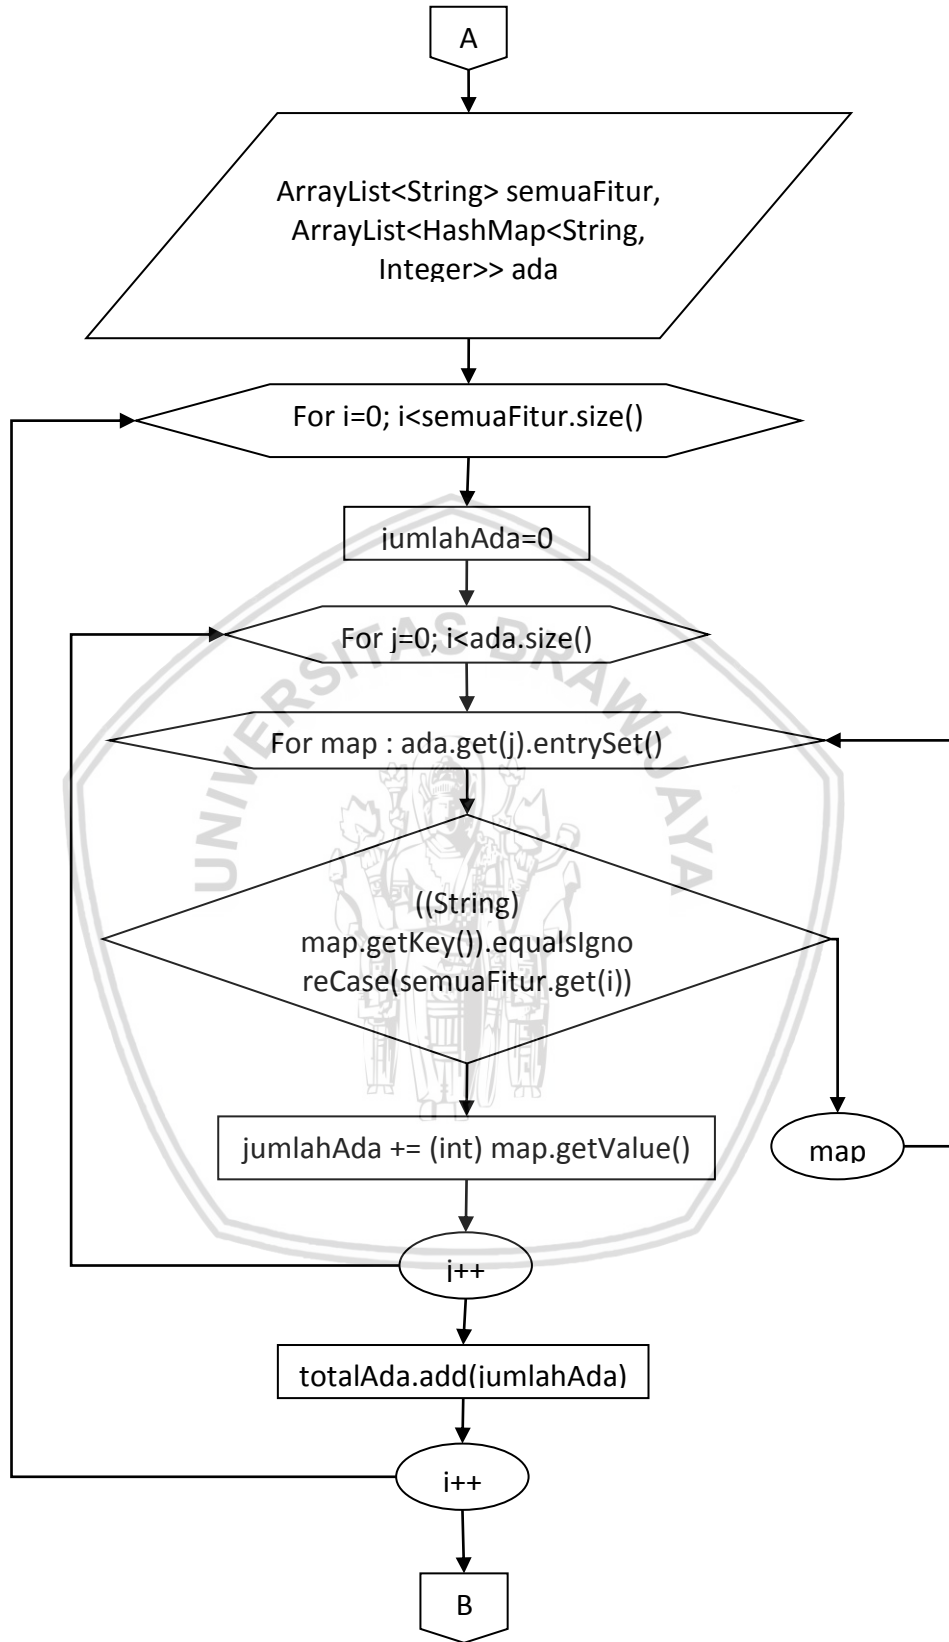 A
ArrayList<String> semuaFitur,
ArrayList<HashMap<String,
Integer>> ada
For i=0; i<semuaFitur.size()
jumlahAda=0
For j=0; i<ada.size()
For map : ada.get(j).entrySet()
UNIVERSITAS BRAWIJAYA
((String)
map.getKey()).equalsIgno
reCase(semuaFitur.get(i))
jumlahAda += (int) map.getValue()
map
j++
totalAda.add(jumlahAda)
i++
B